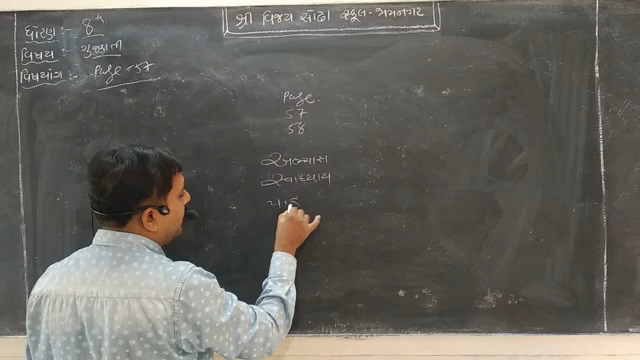 શ્રી વિજય સોઢા સ્કૂલ - જામનગર
ધોરણ :- 8th
વિષય :- ગુજરાતી
વિષયાંગ :- Page - 57
Page
57
58
અભ્યાસ
સ્વાધ્યાય